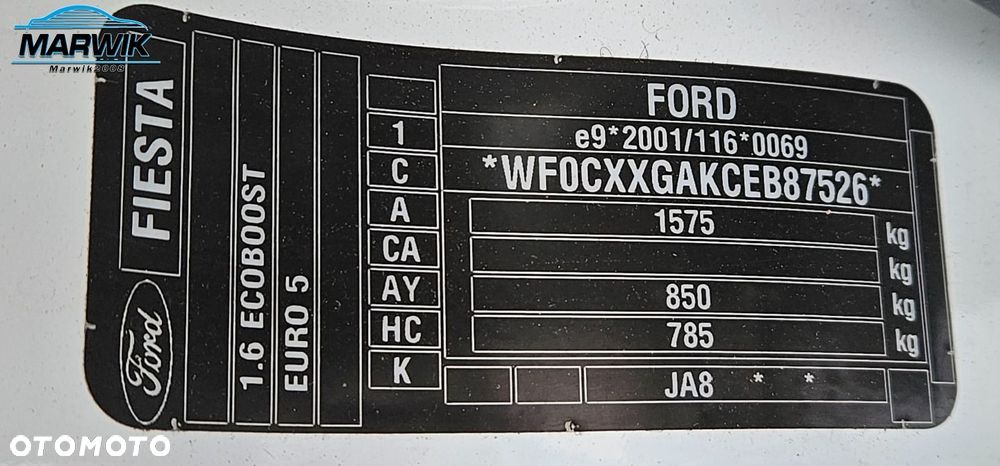 MARWIK
Marwik2008
FIESTA
Ford
1.6 ECOBOOST
EURO 5
1
C
A
CA
AY
HC
K
FORD
e9*2001/116*0069
*WF0CXXGAKCEB87526*
1575 kg
kg
850 kg
785 kg
JA8 * *
OTOMOTO